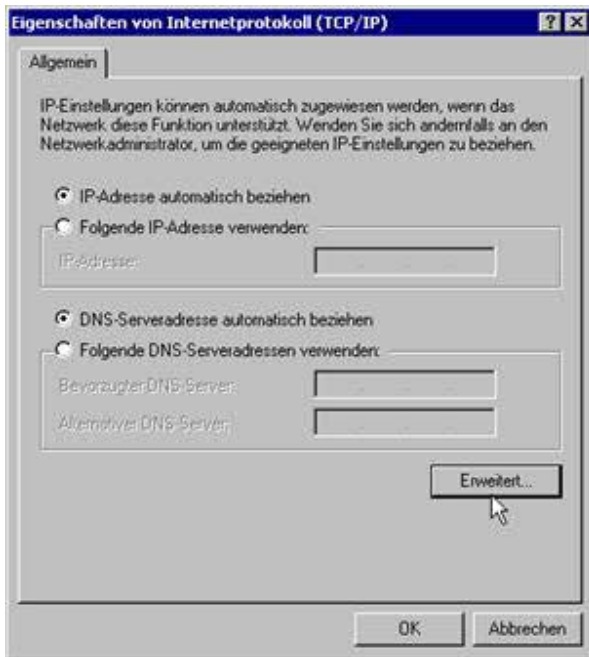 Eigenschaften von Internetprotokoll (TCP/IP)
Allgemein
IP-Einstellungen können automatisch zugewiesen werden, wenn das
Netzwerk diese Funktion unterstützt. Wenden Sie sich andernfalls an den
Netzwerkadministrator, um die geeigneten IP-Einstellungen zu beziehen.
IP-Adresse automatisch beziehen
Folgende IP-Adresse verwenden:
IP-Adresse:
DNS-Serveradresse automatisch beziehen
Folgende DNS-Serveradressen verwenden:
Bevorzugter DNS-Server:
Alternativer DNS-Server:
Erweitert...
OK
Abbrechen